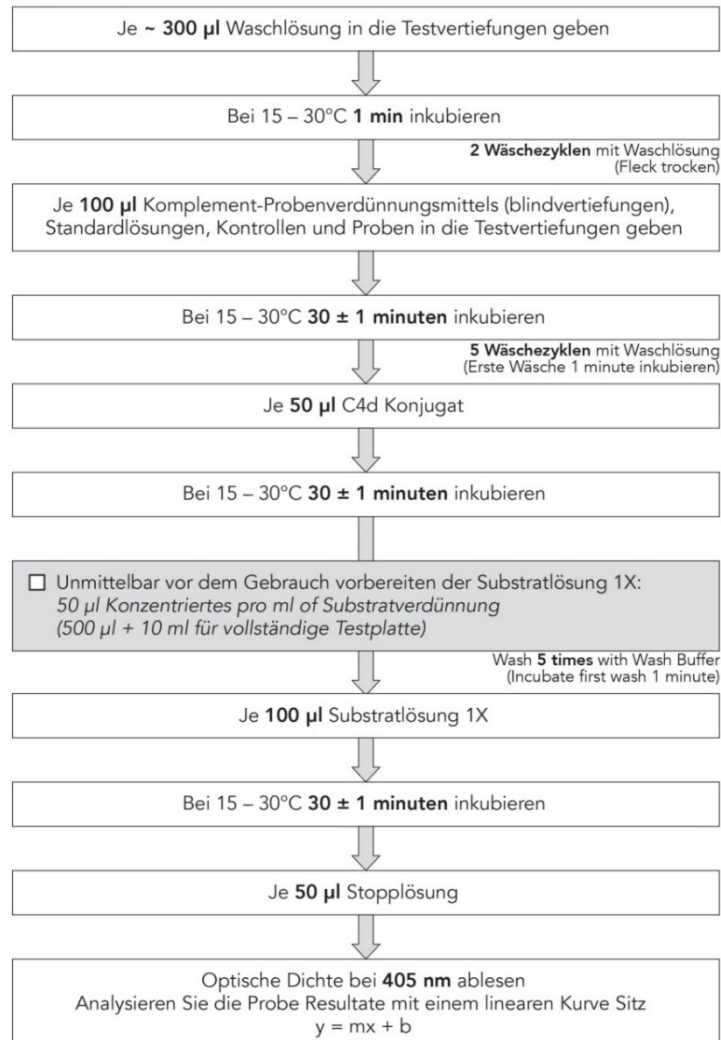 Je ~ 300 µl Waschlösung in die Testvertiefungen geben
Bei 15 – 30°C 1 min inkubieren
2 Wäschezyklen mit Waschlösung
(Fleck trocken)
Je 100 µl Komplement-Probenverdünnungsmittels (blindvertiefungen),
Standardlösungen, Kontrollen und Proben in die Testvertiefungen geben
Bei 15 – 30°C 30 ± 1 minuten inkubieren
5 Wäschezyklen mit Waschlösung
(Erste Wäsche 1 minute inkubieren)
Je 50 µl C4d Konjugat
Bei 15 – 30°C 30 ± 1 minuten inkubieren
☐ Unmittelbar vor dem Gebrauch vorbereiten der Substratlösung 1X:
50 µl Konzentriertes pro ml of Substratverdünnung
(500 µl + 10 ml für vollständige Testplatte)
Wash 5 times with Wash Buffer
(Incubate first wash 1 minute)
Je 100 µl Substratlösung 1X
Bei 15 – 30°C 30 ± 1 minuten inkubieren
Je 50 µl Stopplösung
Optische Dichte bei 405 nm ablesen
Analysieren Sie die Probe Resultate mit einem linearen Kurve Sitz
y = mx + b